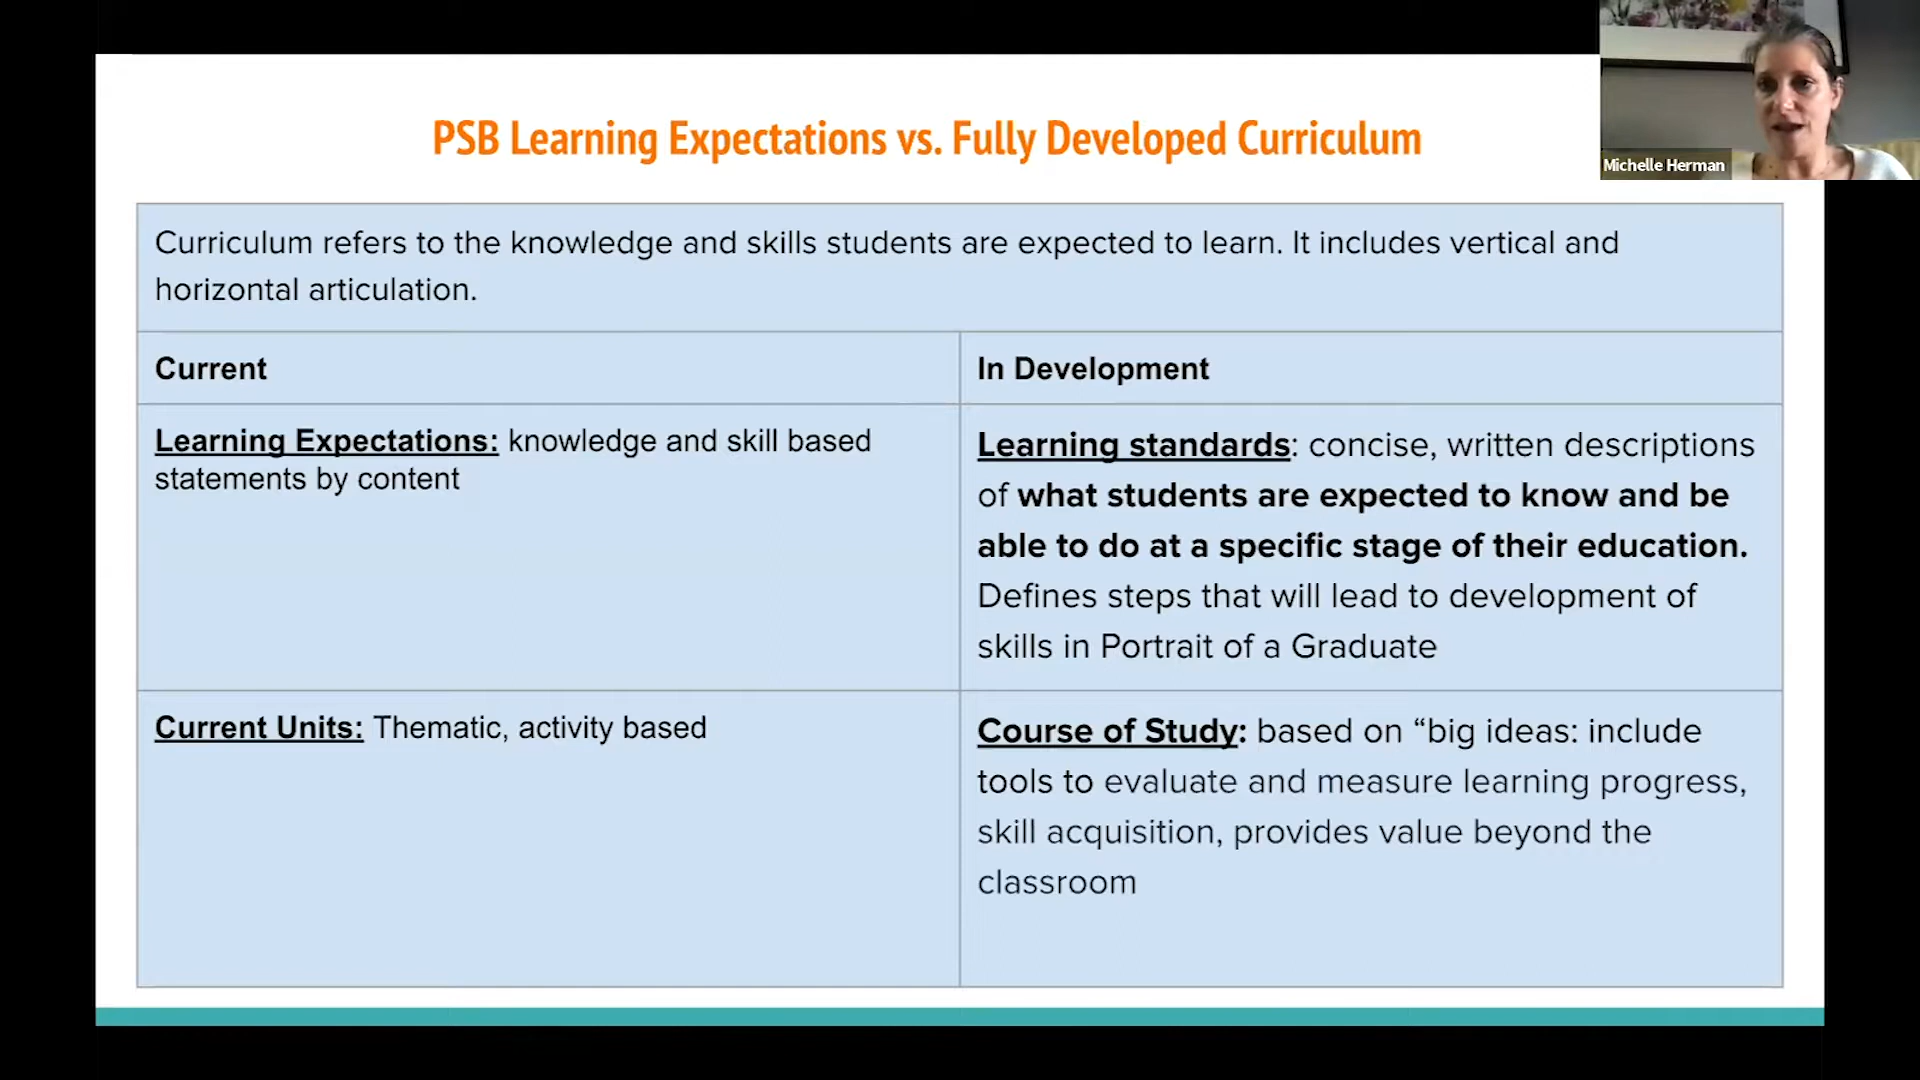 PSB Learning Expectations vs. Fully Developed Curriculum
Michelle Herman
Curriculum refers to the knowledge and skills students are expected to learn. It includes vertical and
horizontal articulation.
Current
In Development
Learning Expectations: knowledge and skill based
statements by content
Learning standards: concise, written descriptions
of what students are expected to know and be
able to do at a specific stage of their education.
Defines steps that will lead to development of
skills in Portrait of a Graduate
Current Units: Thematic, activity based
Course of Study: based on “big ideas: include
tools to evaluate and measure learning progress,
skill acquisition, provides value beyond the
classroom